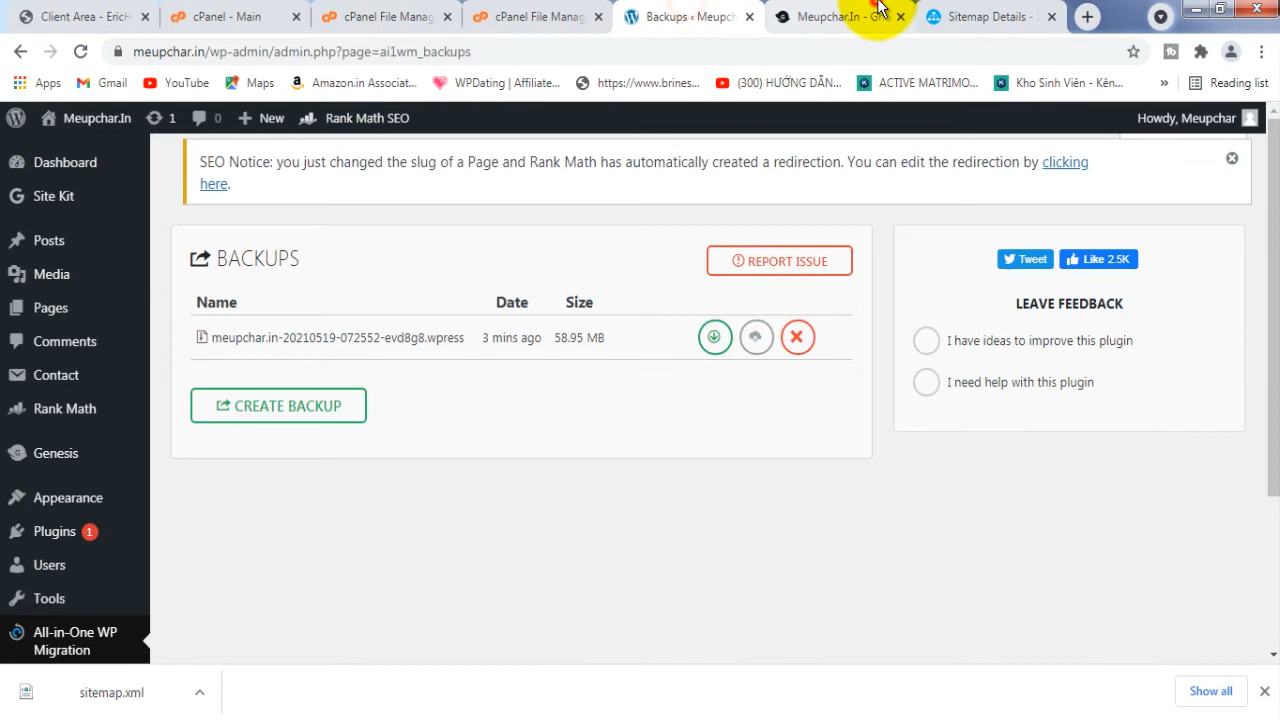 Client Area - EricH
cPanel - Main
cPanel File Manag
cPanel File Manag
Backups ‹ Meupch
Meupchar.In - G
Sitemap Details -
meupchar.in/wp-admin/admin.php?page=ai1wm_backups
Apps
Gmail
YouTube
Maps
Amazon.in Associat...
WPDating | Affiliate...
https://www.brines...
(300) HƯỚNG DẪN...
ACTIVE MATRIMO...
Kho Sinh Viên - Kên...
»
Reading list
Meupchar.In
1
0
New
Rank Math SEO
Howdy, Meupchar
Dashboard
Site Kit
Posts
Media
Pages
Comments
Contact
Rank Math
Genesis
Appearance
Plugins 1
Users
Tools
All-in-One WP
Migration
SEO Notice: you just changed the slug of a Page and Rank Math has automatically created a redirection. You can edit the redirection by clicking
here.
BACKUPS
REPORT ISSUE
Name Date Size
meupchar.in-20210519-072552-evd8g8.wpress 3 mins ago 58.95 MB
CREATE BACKUP
Tweet
Like 2.5K
LEAVE FEEDBACK
I have ideas to improve this plugin
I need help with this plugin
sitemap.xml
Show all